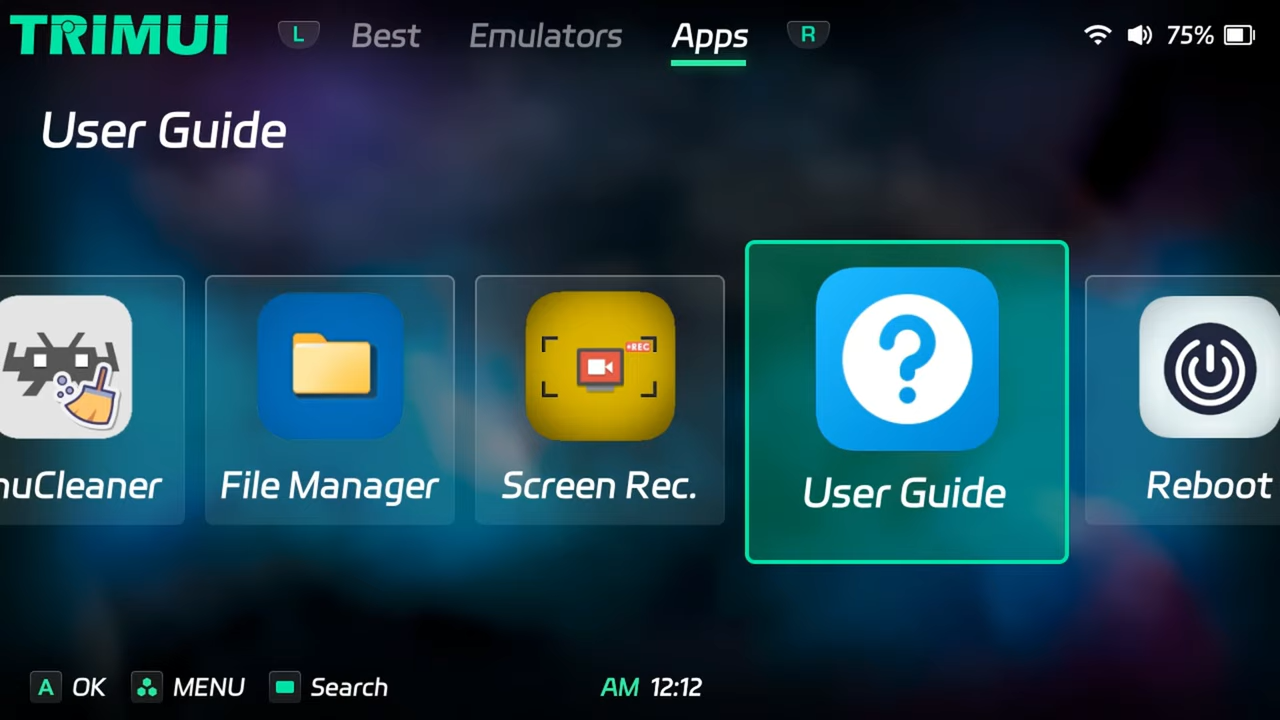 TRIMUI
L Best Emulators Apps R 75%
User Guide
REC
nuCleaner File Manager Screen Rec. User Guide Reboot
A OK MENU Search AM 12:12